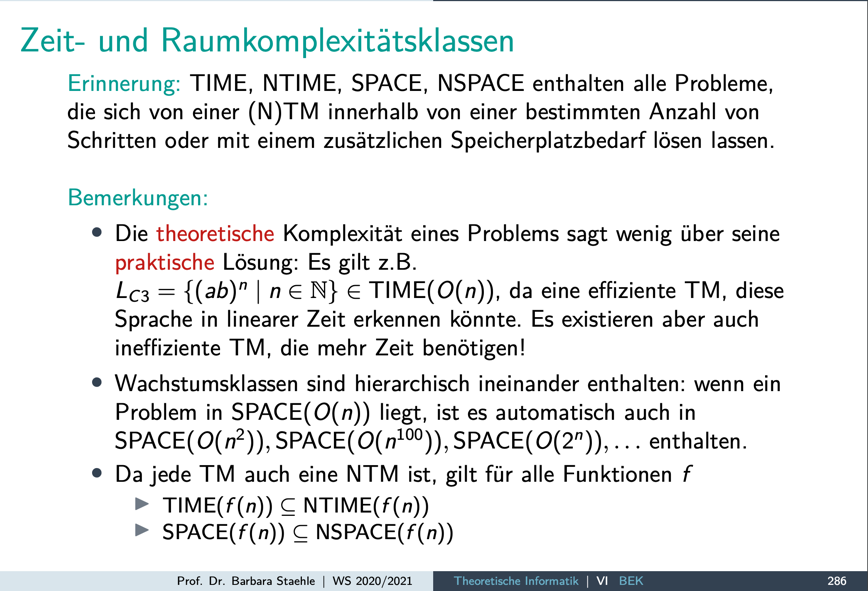 Zeit- und Raumkomplexitätsklassen
Erinnerung: TIME, NTIME, SPACE, NSPACE enthalten alle Probleme,
die sich von einer (N)TM innerhalb von einer bestimmten Anzahl von
Schritten oder mit einem zusätzlichen Speicherplatzbedarf lösen lassen.
Bemerkungen:
• Die theoretische Komplexität eines Problems sagt wenig über seine
praktische Lösung: Es gilt z.B.
L_{C3} = {(ab)^n | n ∈ ℕ} ∈ TIME(O(n)), da eine effiziente TM, diese
Sprache in linearer Zeit erkennen könnte. Es existieren aber auch
ineffiziente TM, die mehr Zeit benötigen!
• Wachstumsklassen sind hierarchisch ineinander enthalten: wenn ein
Problem in SPACE(O(n)) liegt, ist es automatisch auch in
SPACE(O(n^2)), SPACE(O(n^{100})), SPACE(O(2^n)), ... enthalten.
• Da jede TM auch eine NTM ist, gilt für alle Funktionen f
▶ TIME(f(n)) ⊆ NTIME(f(n))
▶ SPACE(f(n)) ⊆ NSPACE(f(n))
Prof. Dr. Barbara Staehle | WS 2020/2021 Theoretische Informatik | VI BEK 286